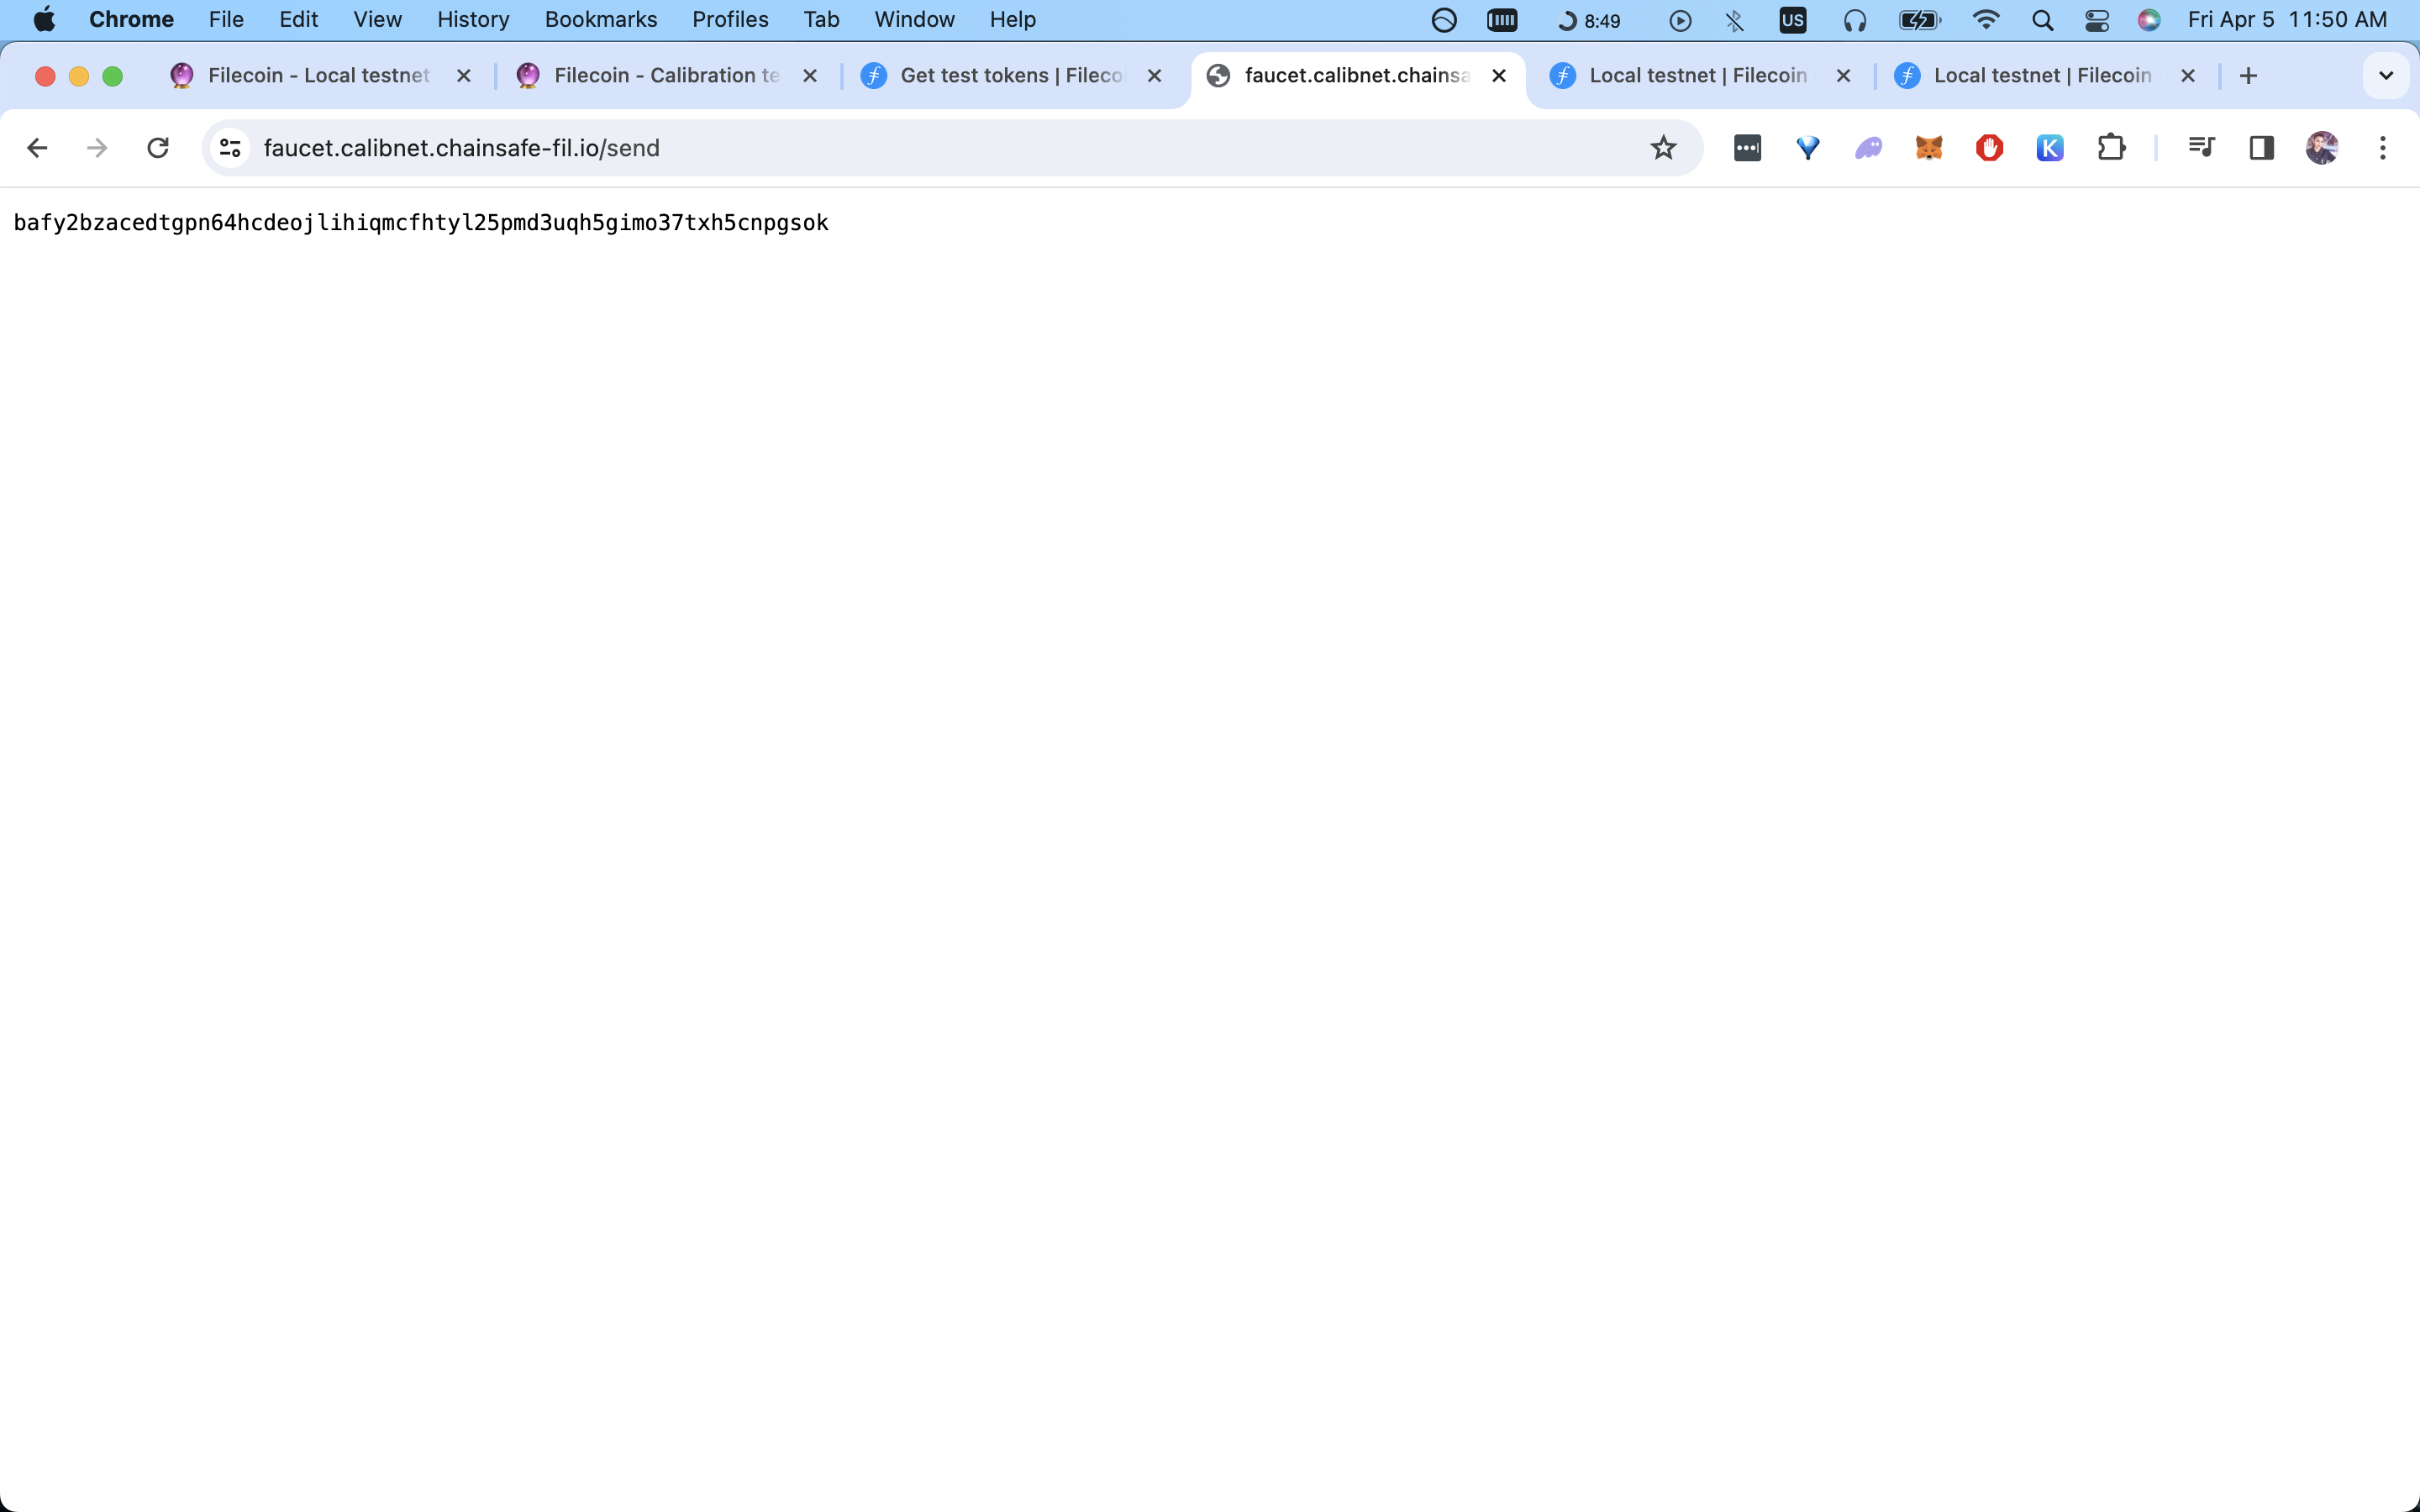 Chrome File Edit View History Bookmarks Profiles Tab Window Help 8:49 US Fri Apr 5 11:50 AM
Filecoin - Local testnet Filecoin - Calibration te Get test tokens | Fileco faucet.calibnet.chainsa Local testnet | Filecoin Local testnet | Filecoin
faucet.calibnet.chainsafe-fil.io/send K
bafy2bzacedtgpn64hcdeojlihiqmcfhtyl25pmd3uqh5gimo37txh5cnpgsok